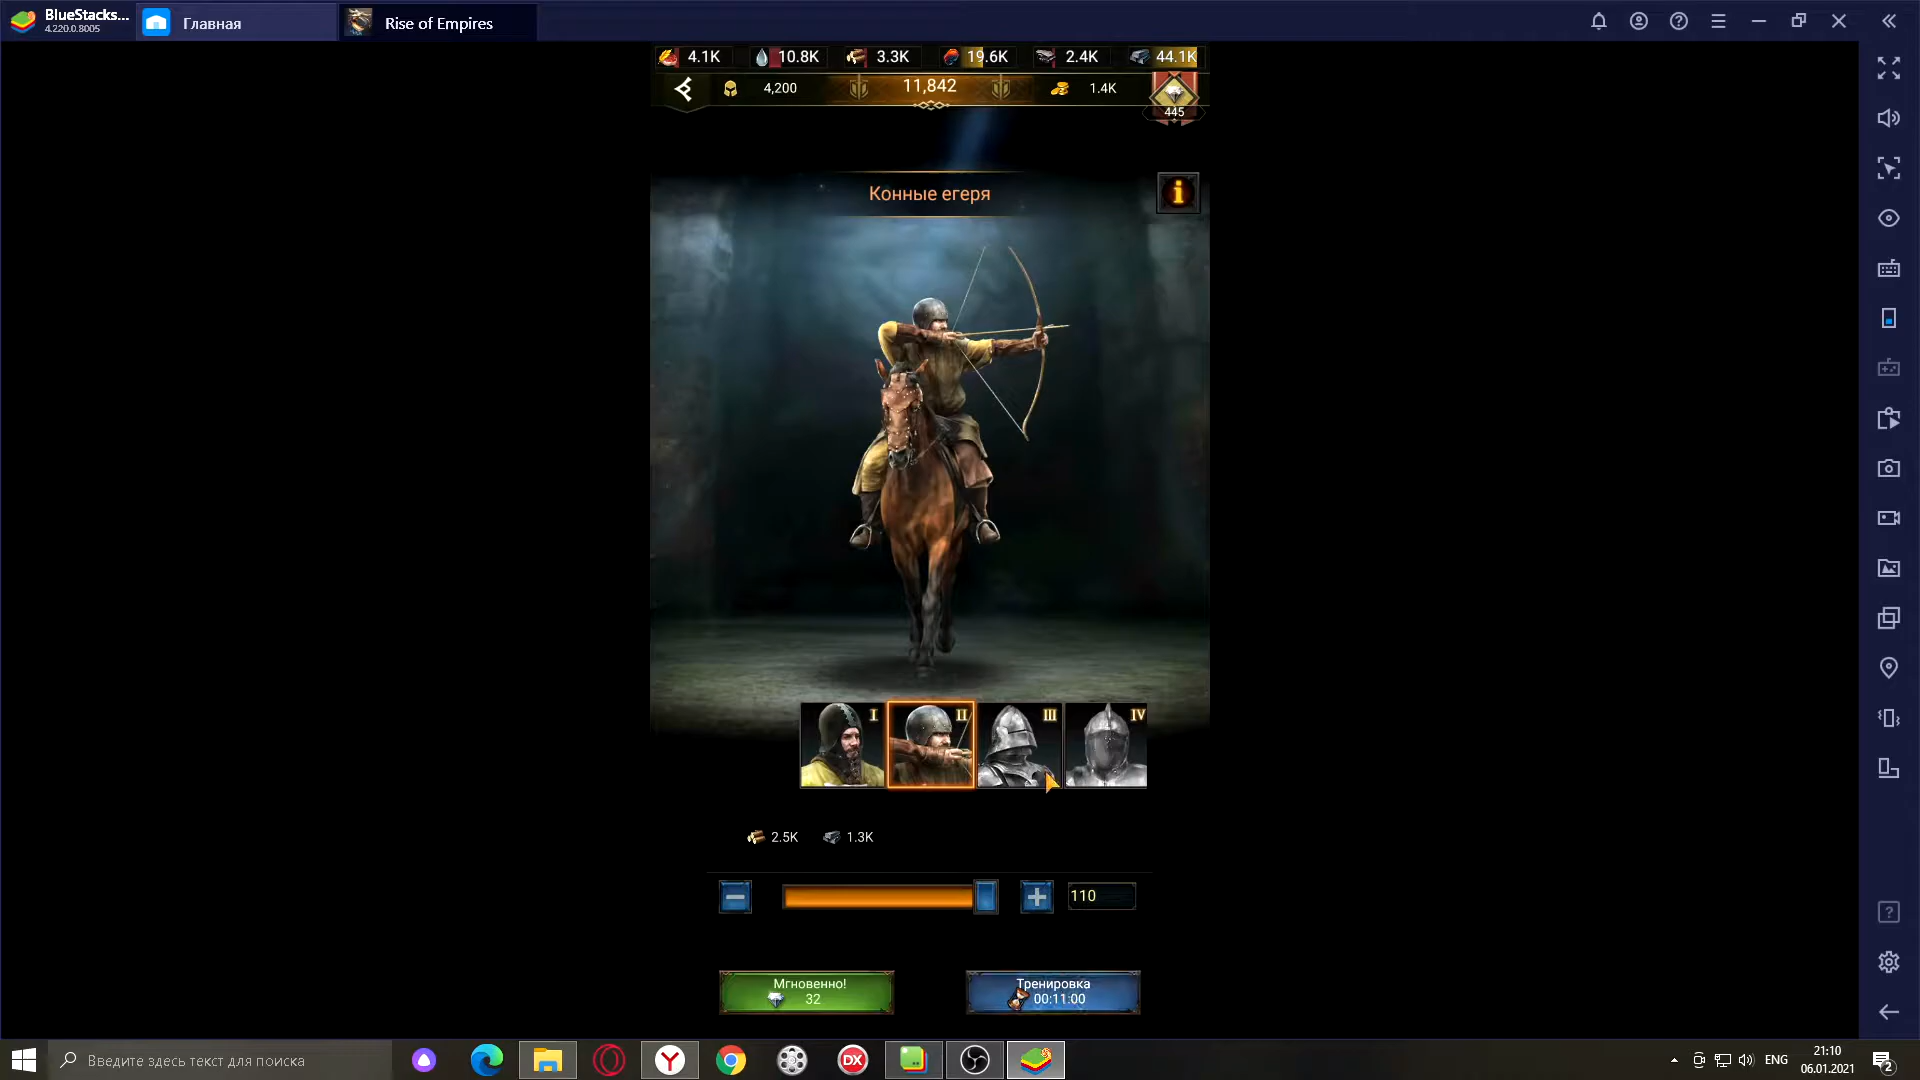 BlueStacks...
4.220.0.8005
Главная
Rise of Empires
4.1K
10.8K
3.3K
19.6K
2.4K
44.1K
4,200
11,842
1.4K
445
Конные егеря
i
I
II
III
IV
2.5K
1.3K
110
Мгновенно!
32
Тренировка
00:11:00
Введите здесь текст для поиска
DX
ENG
21:10
06.01.2021
2